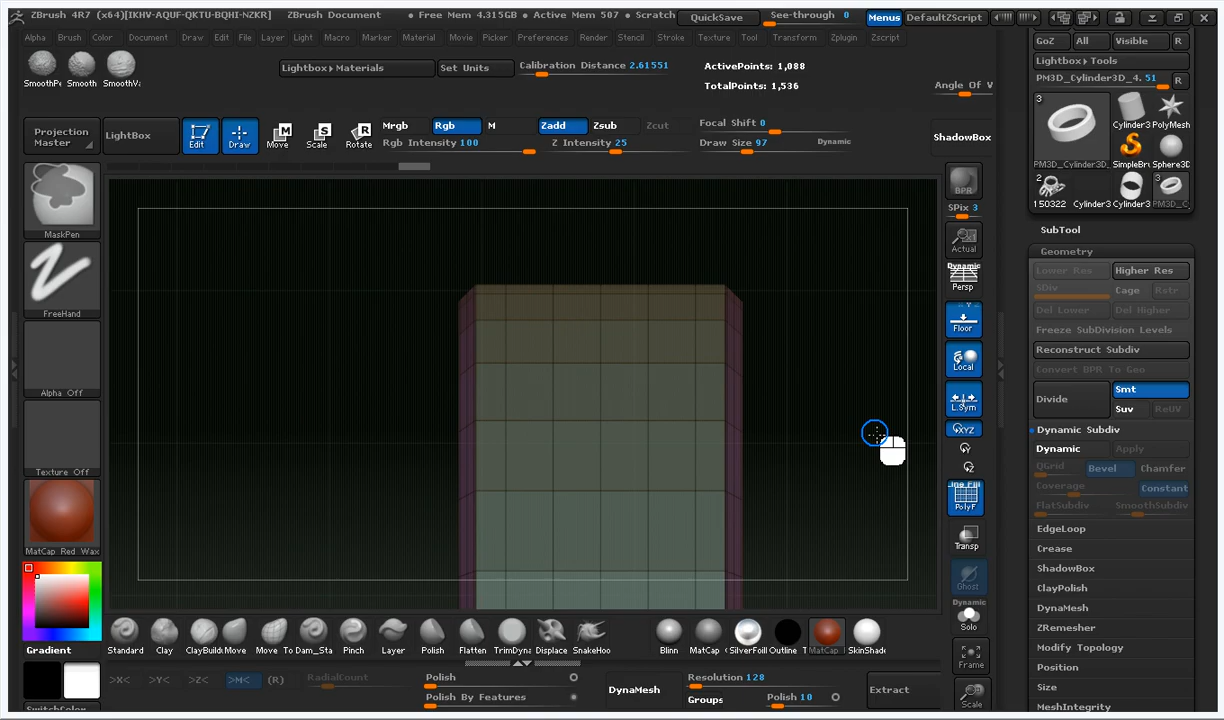 ZBrush 4R7 (x64)[IKHV-AQUF-QKTU-BQHI-NZKR]
ZBrush Document
• Free Mem 4.315GB • Active Mem 507 • Scratch
QuickSave
See-through 0
Menus
DefaultZScript
Alpha Brush Color Document Draw Edit File Layer Light Macro Marker Material Movie Picker Preferences Render Stencil Stroke Texture Tool Transform Zplugin Zscript
SmoothPe
Smooth
SmoothVa
Lightbox▸Materials
Set Units
Calibration Distance 2.61551
ActivePoints: 1,088
TotalPoints: 1,536
Angle Of V
Projection
Master
LightBox
Edit
Draw
Move
Scale
Rotate
Mrgb
Rgb
M
Rgb Intensity 100
Zadd
Zsub
Zcut
Z Intensity 25
Focal Shift 0
Draw Size 97
Dynamic
ShadowBox
MaskPen
FreeHand
Alpha Off
Texture Off
MatCap Red Wax
Gradient
SwitchColor
BPR
SPix 3
Actual
Dynamic
Persp
Floor
Local
L.Sym
XYZ
Y
Z
PolyF
Transp
Ghost
Dynamic
Solo
Frame
Scale
GoZ
All
Visible
R
Lightbox▸Tools
PM3D_Cylinder3D_4. 51
R
3
PM3D_Cylinder3D_
Cylinder3
PolyMesh
SimpleBru
Sphere3D
2
150322
Cylinder3
Cylinder3
3
PM3D_C
SubTool
Geometry
Lower Res
Higher Res
SDiv
Cage
Rstr
Del Lower
Del Higher
Freeze SubDivision Levels
Reconstruct Subdiv
Convert BPR To Geo
Divide
Smt
Suv
ReUV
Dynamic Subdiv
Dynamic
Apply
QGrid
Bevel
Chamfer
Coverage
Constant
FlatSubdiv
SmoothSubdiv
EdgeLoop
Crease
ShadowBox
ClayPolish
DynaMesh
ZRemesher
Modify Topology
Position
Size
MeshIntegrity
Standard
Clay
ClayBuild
Move
Move To
Dam_Sta
Pinch
Layer
Polish
Flatten
TrimDyna
Displace
SnakeHoo
Blinn
MatCap
SilverFoil
Outline
MatCap
SkinShade
>X<
>Y<
>Z<
>M<
(R)
RadialCount
Polish
Polish By Features
DynaMesh
Resolution 128
Groups
Polish 10
Extract